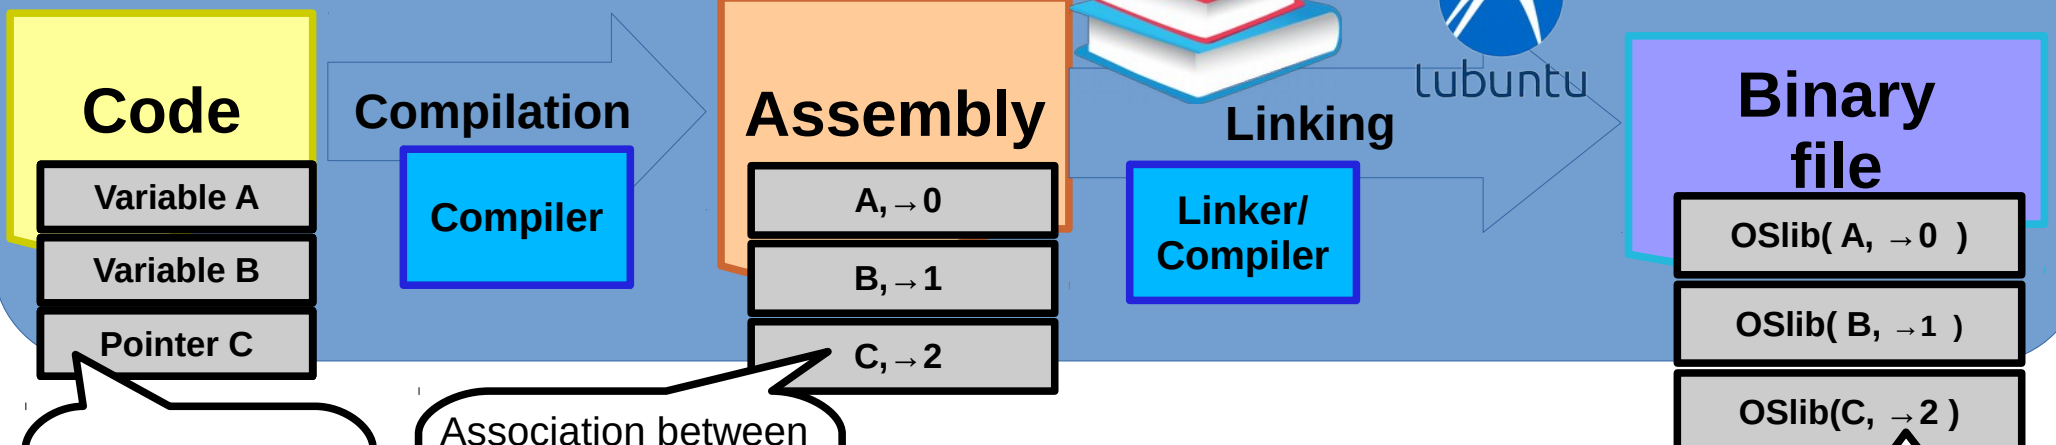 Code
Variable A
Variable B
Pointer C
Compilation
Compiler
Assembly
A,→0
B,→1
C,→2
Association between
lubuntu
Linking
Linker/
Compiler
Binary
file
OSlib( A, →0 )
OSlib( B, →1 )
OSlib(C, →2 )